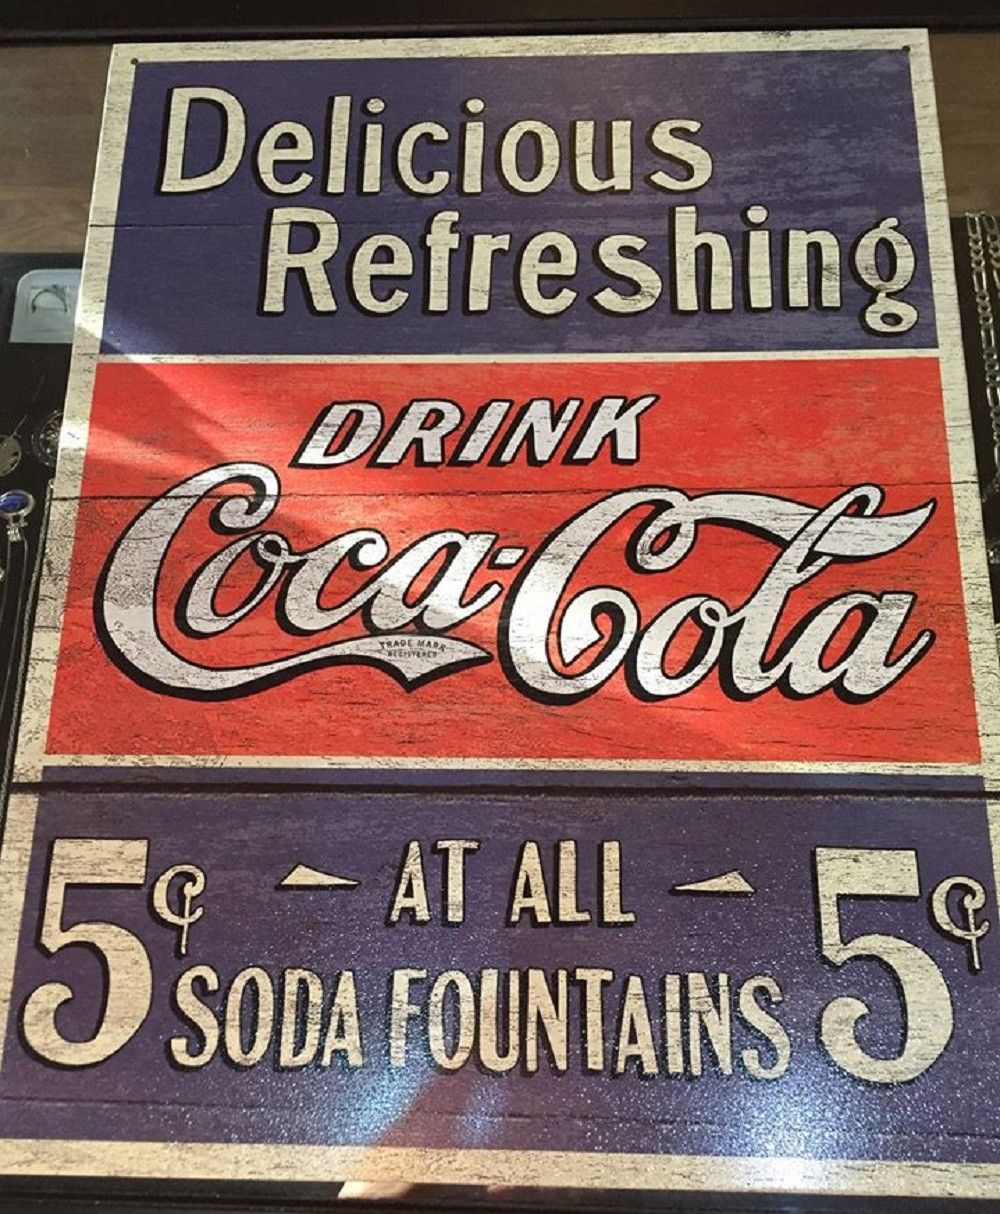 Delicious
Refreshing
DRINK
Coca-Cola
TRADE MARK
REGISTERED
5¢ AT ALL 5¢
SODA FOUNTAINS